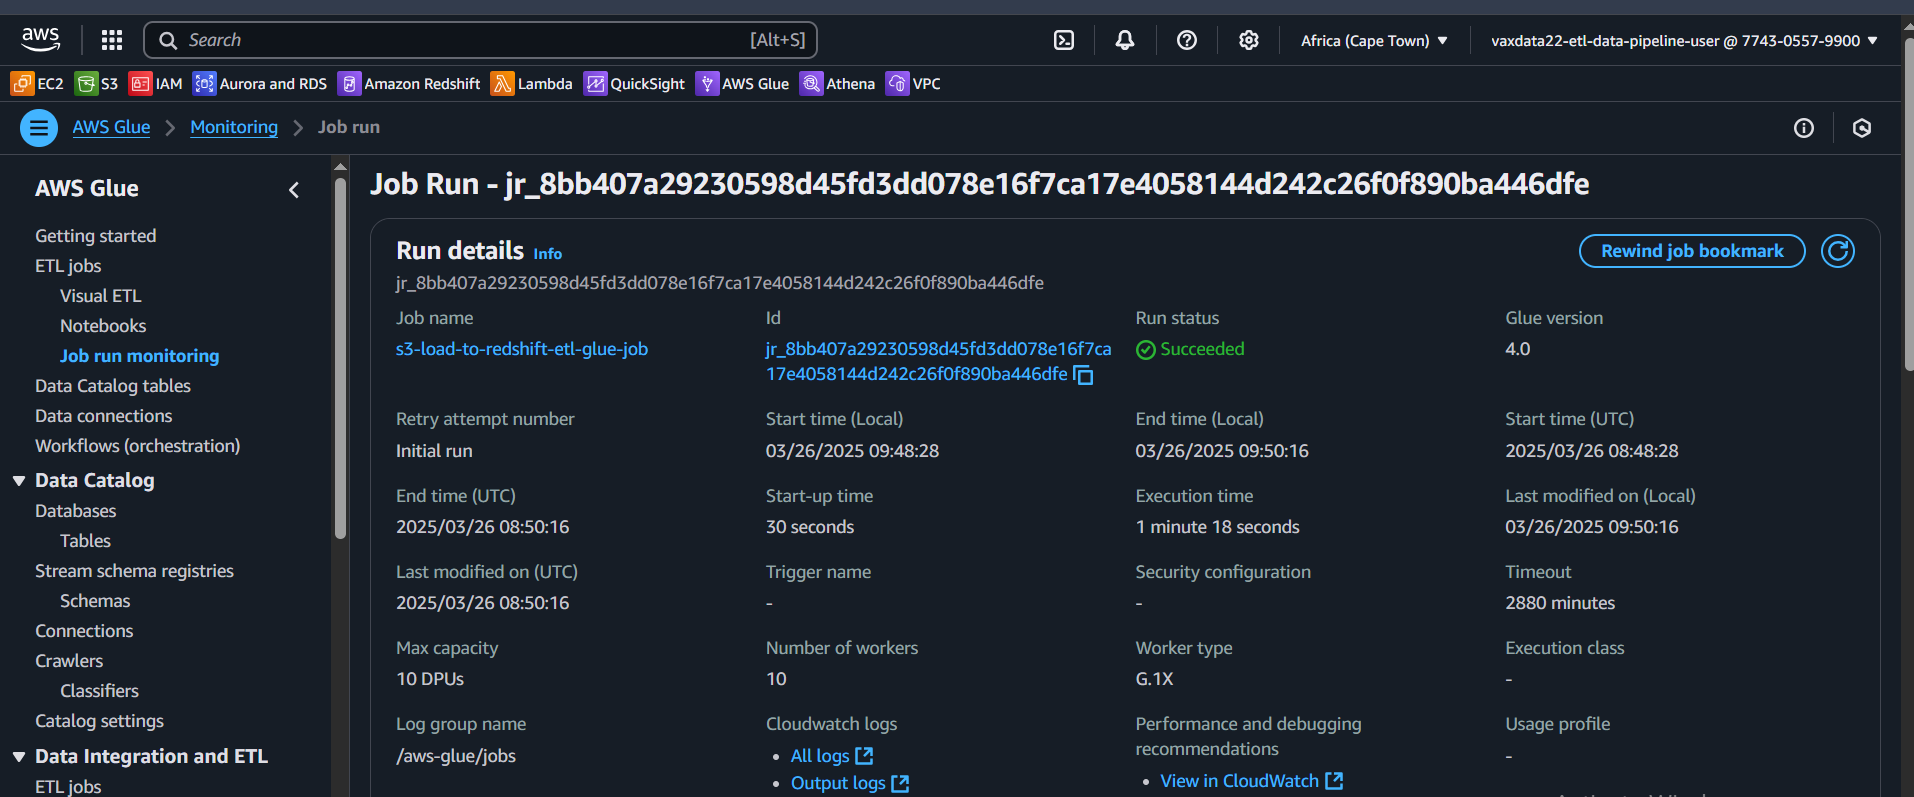 aws
Search
[Alt+S]
Africa (Cape Town)
vaxdata22-etl-data-pipeline-user @ 7743-0557-9900
EC2
S3
IAM
Aurora and RDS
Amazon Redshift
Lambda
QuickSight
AWS Glue
Athena
VPC
AWS Glue
Monitoring
Job run
AWS Glue
Getting started
ETL jobs
Visual ETL
Notebooks
Job run monitoring
Data Catalog tables
Data connections
Workflows (orchestration)
Data Catalog
Databases
Tables
Stream schema registries
Schemas
Connections
Crawlers
Classifiers
Catalog settings
Data Integration and ETL
ETL jobs
Job Run - jr_8bb407a29230598d45fd3dd078e16f7ca17e4058144d242c26f0f890ba446dfe
Run details Info
Rewind job bookmark
jr_8bb407a29230598d45fd3dd078e16f7ca17e4058144d242c26f0f890ba446dfe
Job name
s3-load-to-redshift-etl-glue-job
Id
jr_8bb407a29230598d45fd3dd078e16f7ca
17e4058144d242c26f0f890ba446dfe
Run status
Succeeded
Glue version
4.0
Retry attempt number
Initial run
Start time (Local)
03/26/2025 09:48:28
End time (Local)
03/26/2025 09:50:16
Start time (UTC)
2025/03/26 08:48:28
End time (UTC)
2025/03/26 08:50:16
Start-up time
30 seconds
Execution time
1 minute 18 seconds
Last modified on (Local)
03/26/2025 09:50:16
Last modified on (UTC)
2025/03/26 08:50:16
Trigger name
-
Security configuration
-
Timeout
2880 minutes
Max capacity
10 DPUs
Number of workers
10
Worker type
G.1X
Execution class
-
Log group name
/aws-glue/jobs
Cloudwatch logs
• All logs
• Output logs
Performance and debugging
recommendations
• View in CloudWatch
Usage profile
-